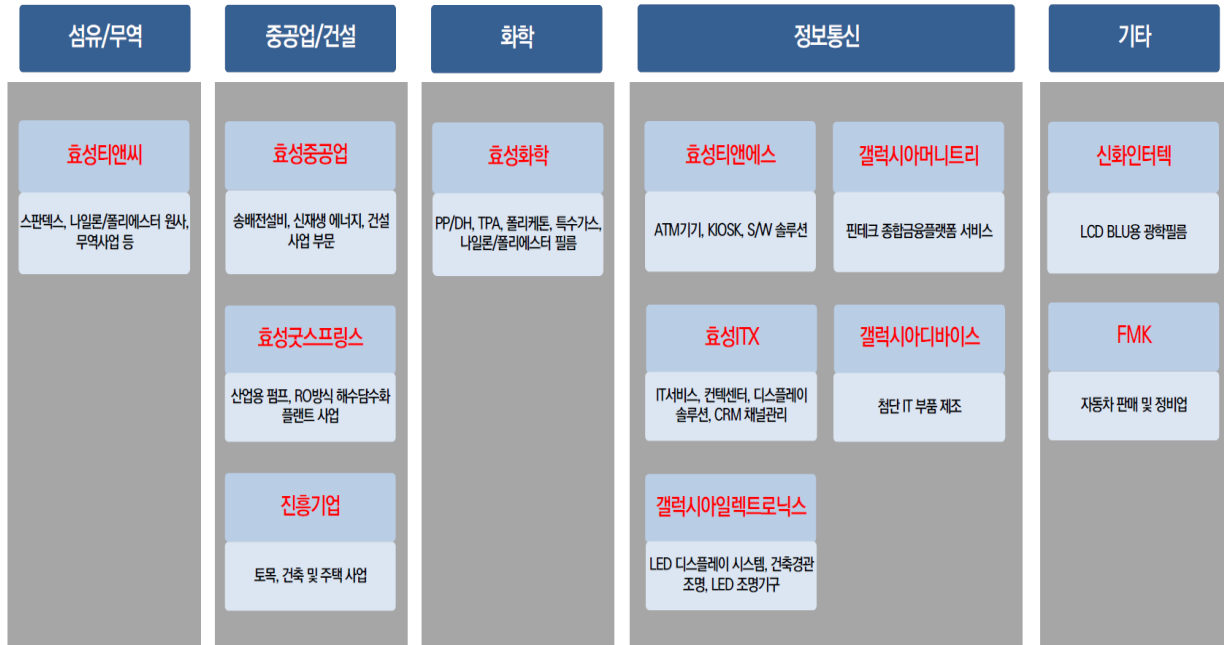 섬유/무역
중공업/건설
화학
정보통신
기타
효성티앤씨
스판덱스, 나일론/폴리에스터 원사,
무역사업 등
효성중공업
송배전설비, 신재생 에너지, 건설
사업 부문
효성굿스프링스
산업용 펌프, RO방식 해수담수화
플랜트 사업
진흥기업
토목, 건축 및 주택 사업
효성화학
PP/DH, TPA, 폴리케톤, 특수가스,
나일론/폴리에스터 필름
효성티앤에스
ATM기기, KIOSK, S/W 솔루션
갤럭시아머니트리
핀테크 종합금융플랫폼 서비스
효성ITX
IT서비스, 컨텍센터, 디스플레이
솔루션, CRM 채널관리
갤럭시아디바이스
첨단 IT 부품 제조
갤럭시아일렉트로닉스
LED 디스플레이 시스템, 건축경관
조명, LED 조명기구
신화인터텍
LCD BLU용 광학필름
FMK
자동차 판매 및 정비업